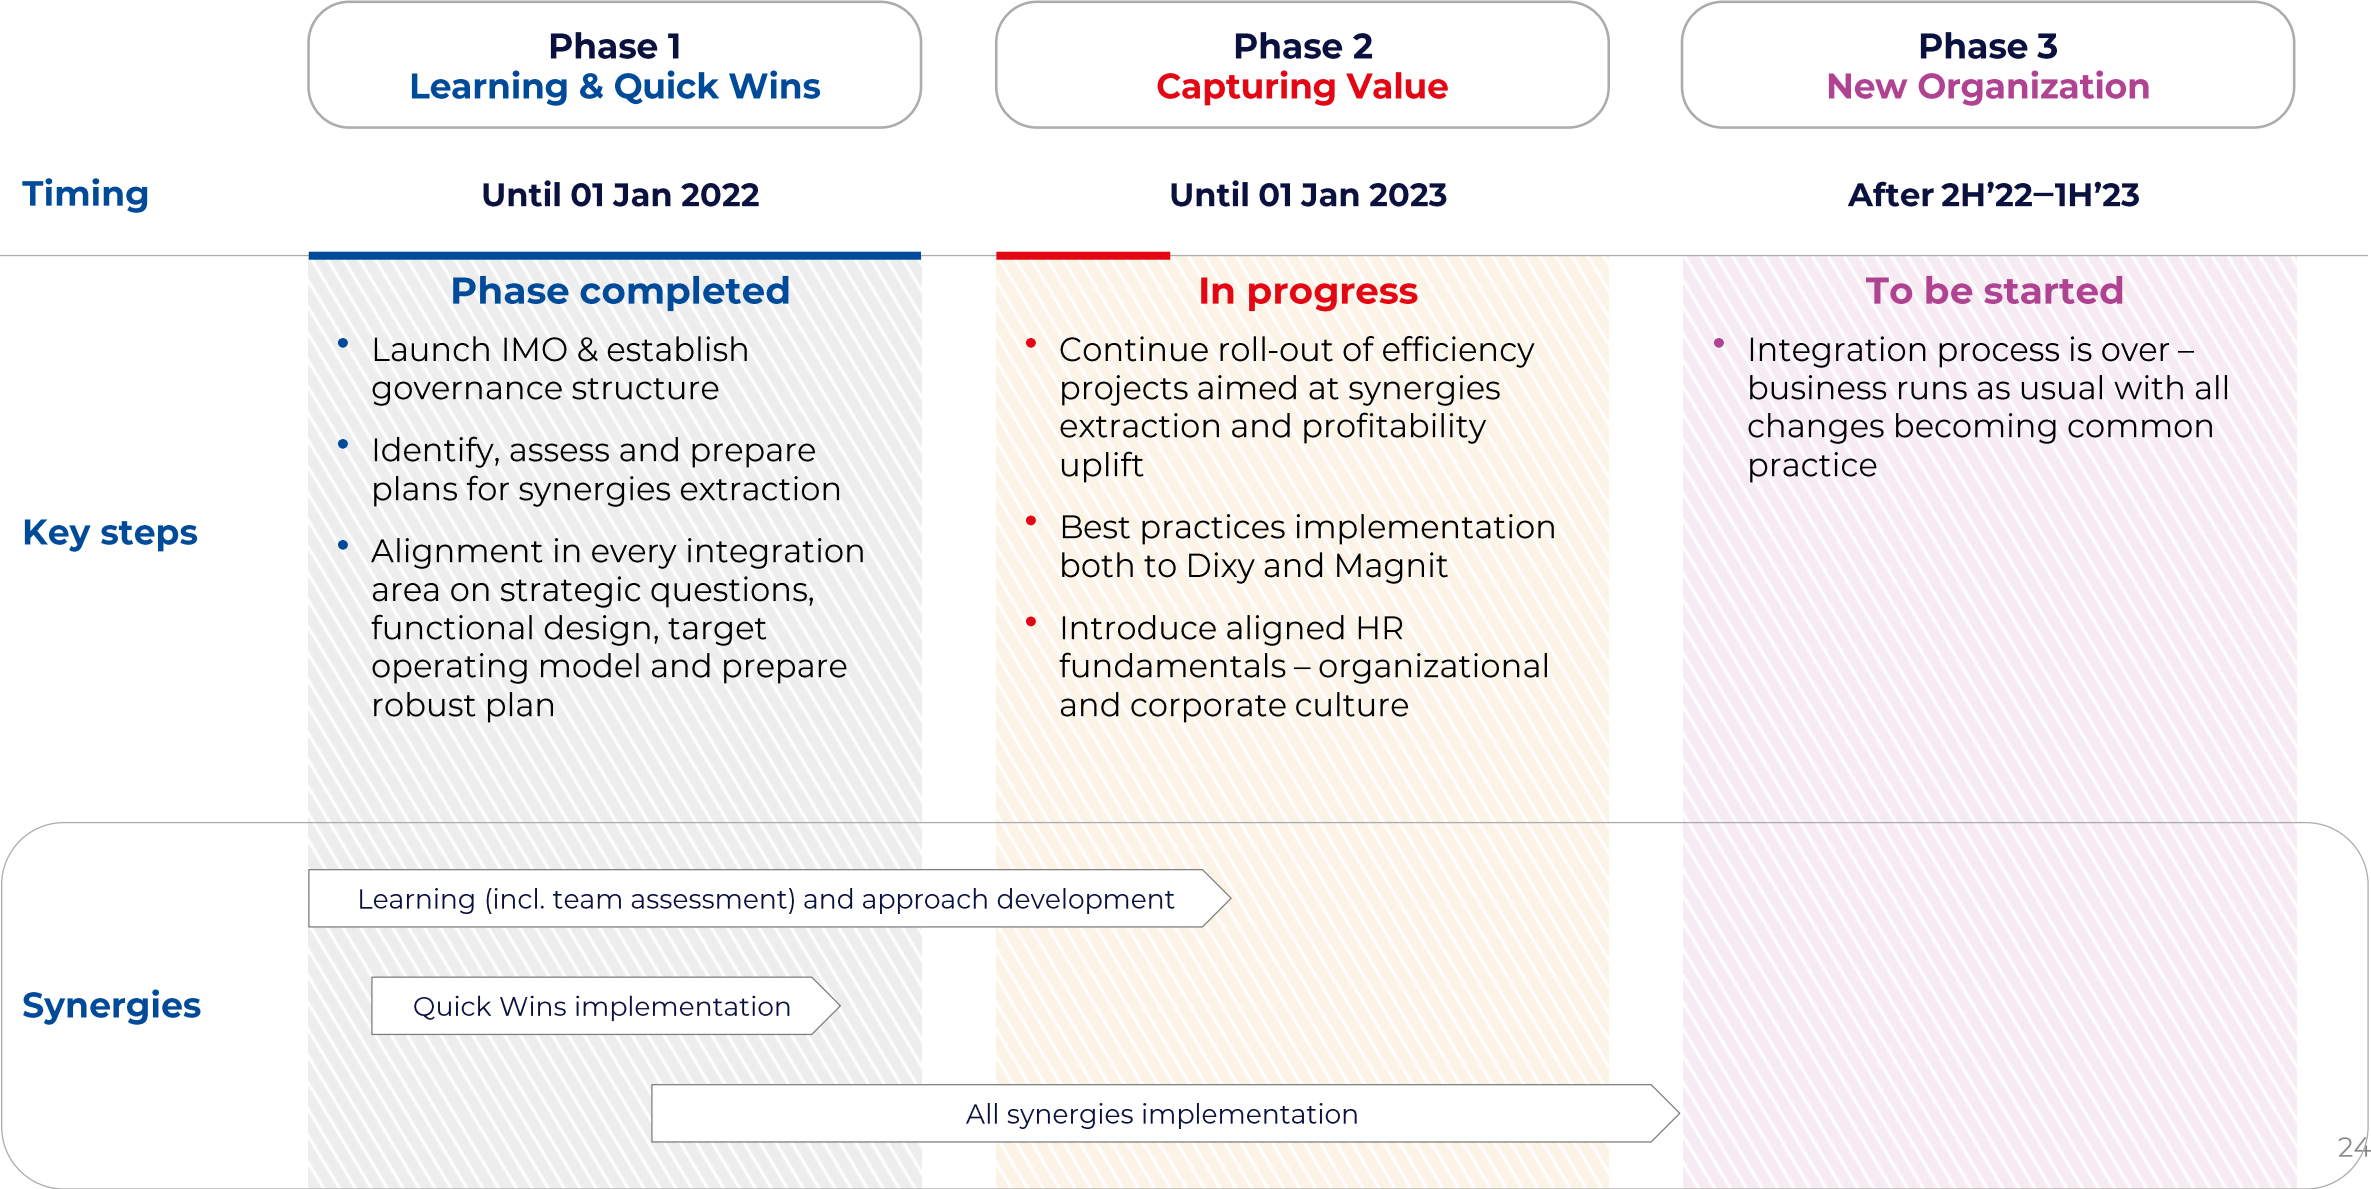 Phase 1
Learning & Quick Wins
Phase 2
Capturing Value
Phase 3
New Organization
Timing
Until 01 Jan 2022
Until 01 Jan 2023
After 2H’22–1H’23
Key steps
Phase completed
• Launch IMO & establish
governance structure
• Identify, assess and prepare
plans for synergies extraction
• Alignment in every integration
area on strategic questions,
functional design, target
operating model and prepare
robust plan
In progress
• Continue roll-out of efficiency
projects aimed at synergies
extraction and profitability
uplift
• Best practices implementation
both to Dixy and Magnit
• Introduce aligned HR
fundamentals – organizational
and corporate culture
To be started
• Integration process is over –
business runs as usual with all
changes becoming common
practice
Synergies
Learning (incl. team assessment) and approach development
Quick Wins implementation
All synergies implementation
24